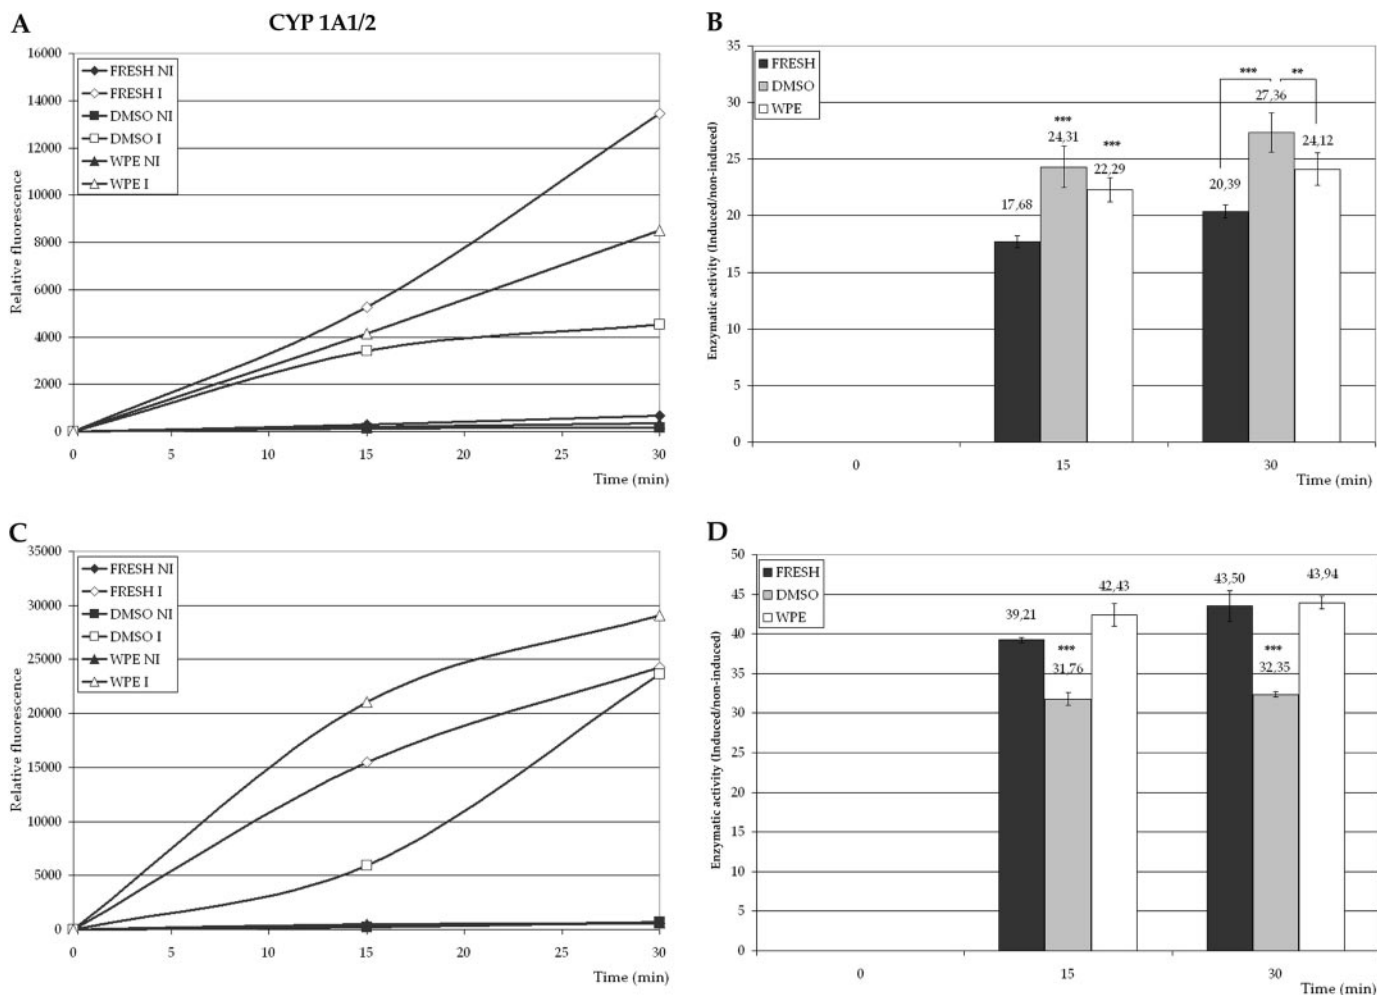 A
CYP 1A1/2
16000
14000
12000
10000
8000
6000
4000
2000
0
Relative fluorescence
FRESH NI
FRESH I
DMSO NI
DMSO I
WPE NI
WPE I
0 5 10 15 20 25 30
Time (min)
B
35
30
25
20
15
10
5
0
Enzymatic activity (Induced/non-induced)
FRESH
DMSO
WPE
17,68
***
24,31
***
22,29
*** **
20,39
27,36
24,12
0 15 30
Time (min)
C
35000
30000
25000
20000
15000
10000
5000
0
Relative fluorescence
FRESH NI
FRESH I
DMSO NI
DMSO I
WPE NI
WPE I
0 5 10 15 20 25 30
Time (min)
D
50
45
40
35
30
25
20
15
10
5
0
Enzymatic activity (Induced/non-induced)
FRESH
DMSO
WPE
39,21
***
31,76
42,43
43,50
***
32,35
43,94
0 15 30
Time (min)